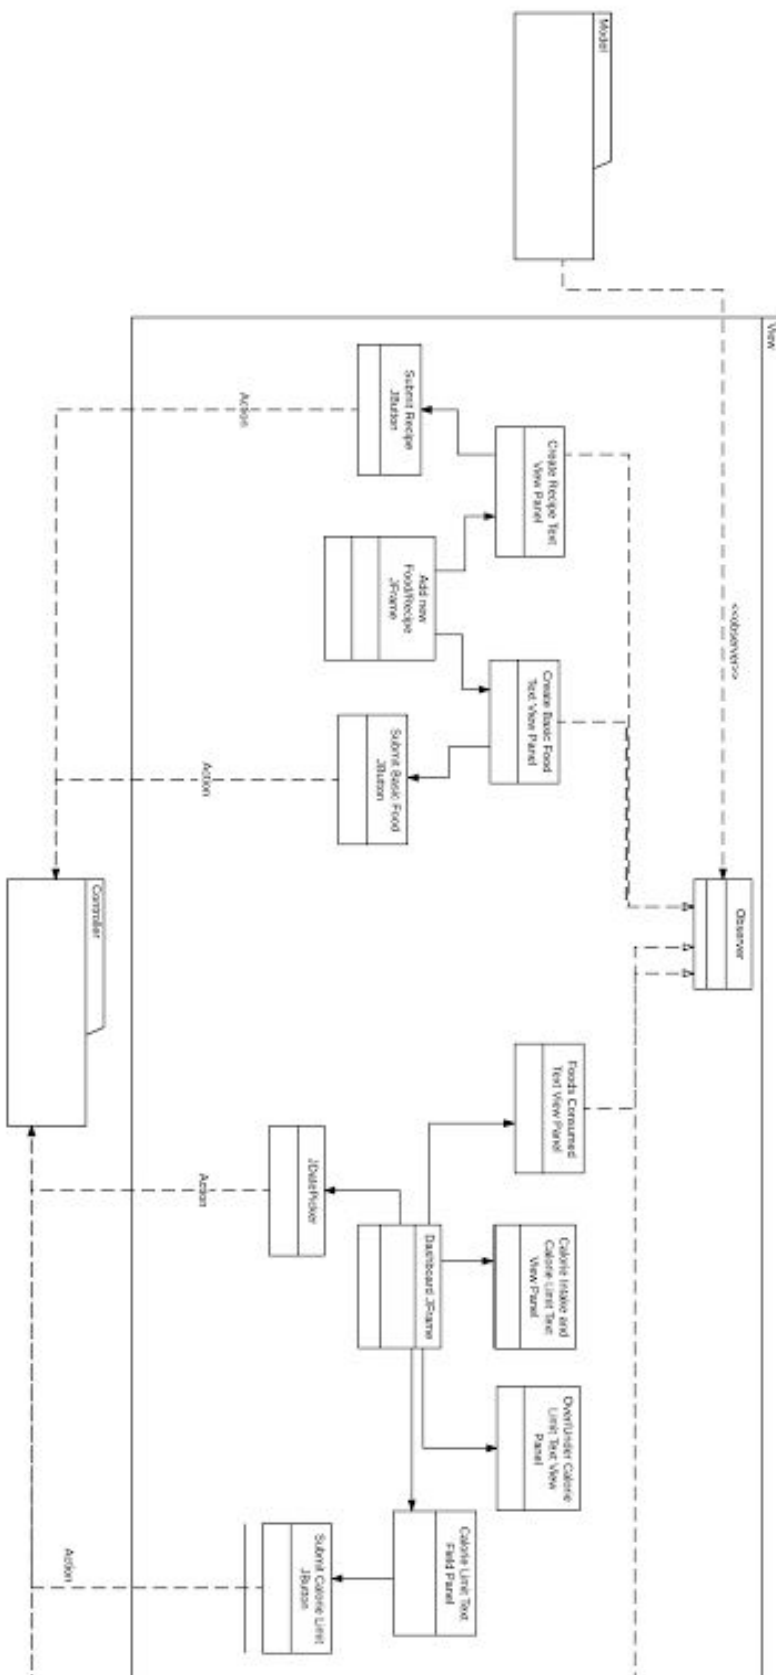 Model
View
<<observer>>
Observer
Create Recipe Text
View Panel
Submit Recipe
JButton
Action
Add new
Food/Recipe
JFrame
Create Basic Food
Text View Panel
Submit Basic Food
JButton
Action
Controller
Foods Consumed
Text View Panel
JDatePicker
Action
Dashboard JFrame
Calorie Intake and
Calorie Limit Text
View Panel
Over/Under Calorie
Limit Text View
Panel
Calorie Limit Text
Field Panel
Submit Calorie Limit
JButton
Action